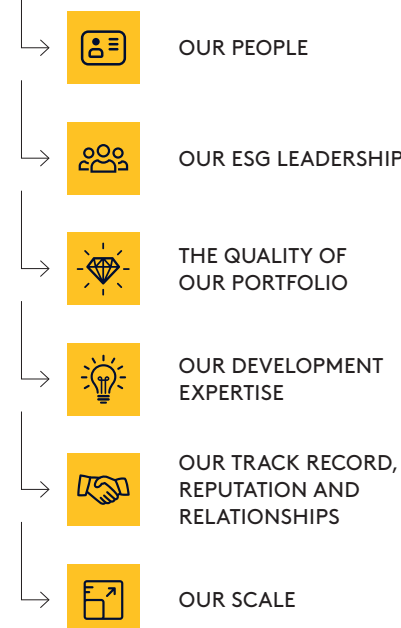 OUR PEOPLE
OUR ESG LEADERSHIP
THE QUALITY OF
OUR PORTFOLIO
OUR DEVELOPMENT
EXPERTISE
OUR TRACK RECORD,
REPUTATION AND
RELATIONSHIPS
OUR SCALE